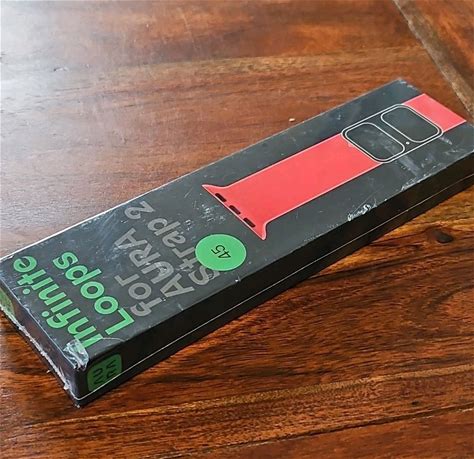 Infinite
Loops
for
AURA
Strap 2
45